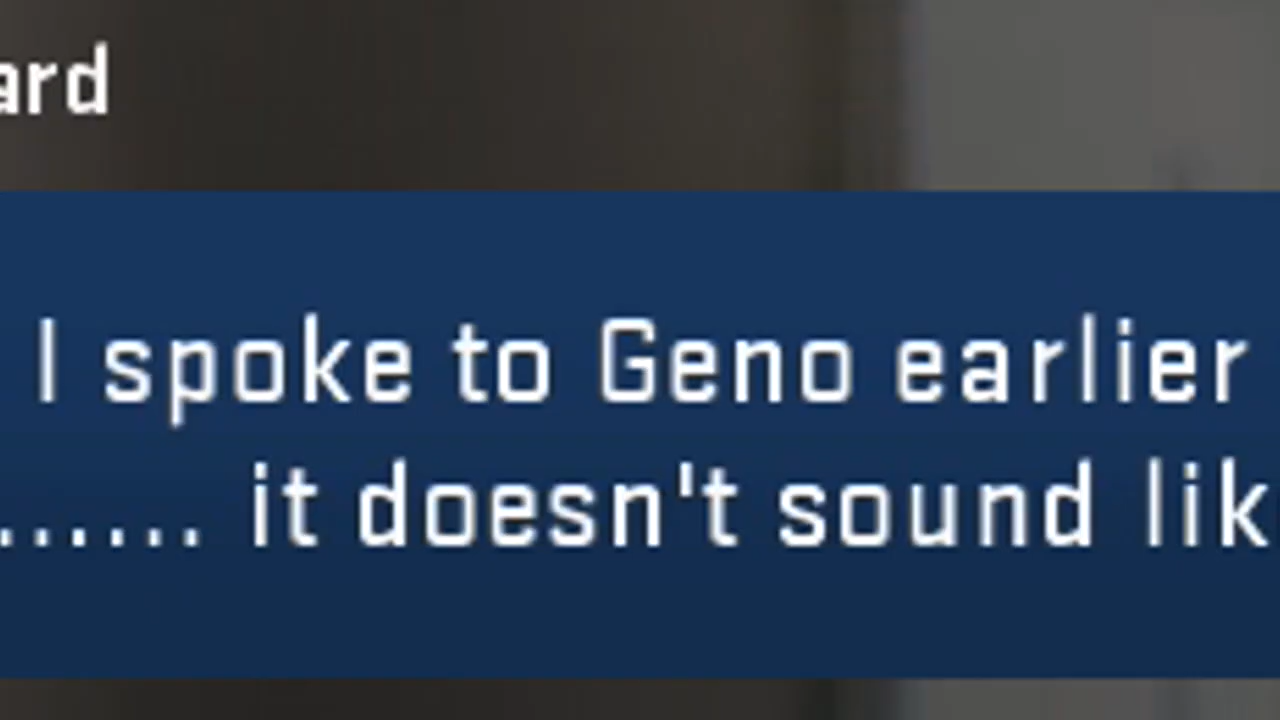 ard
I spoke to Geno earlier
...... it doesn't sound lik